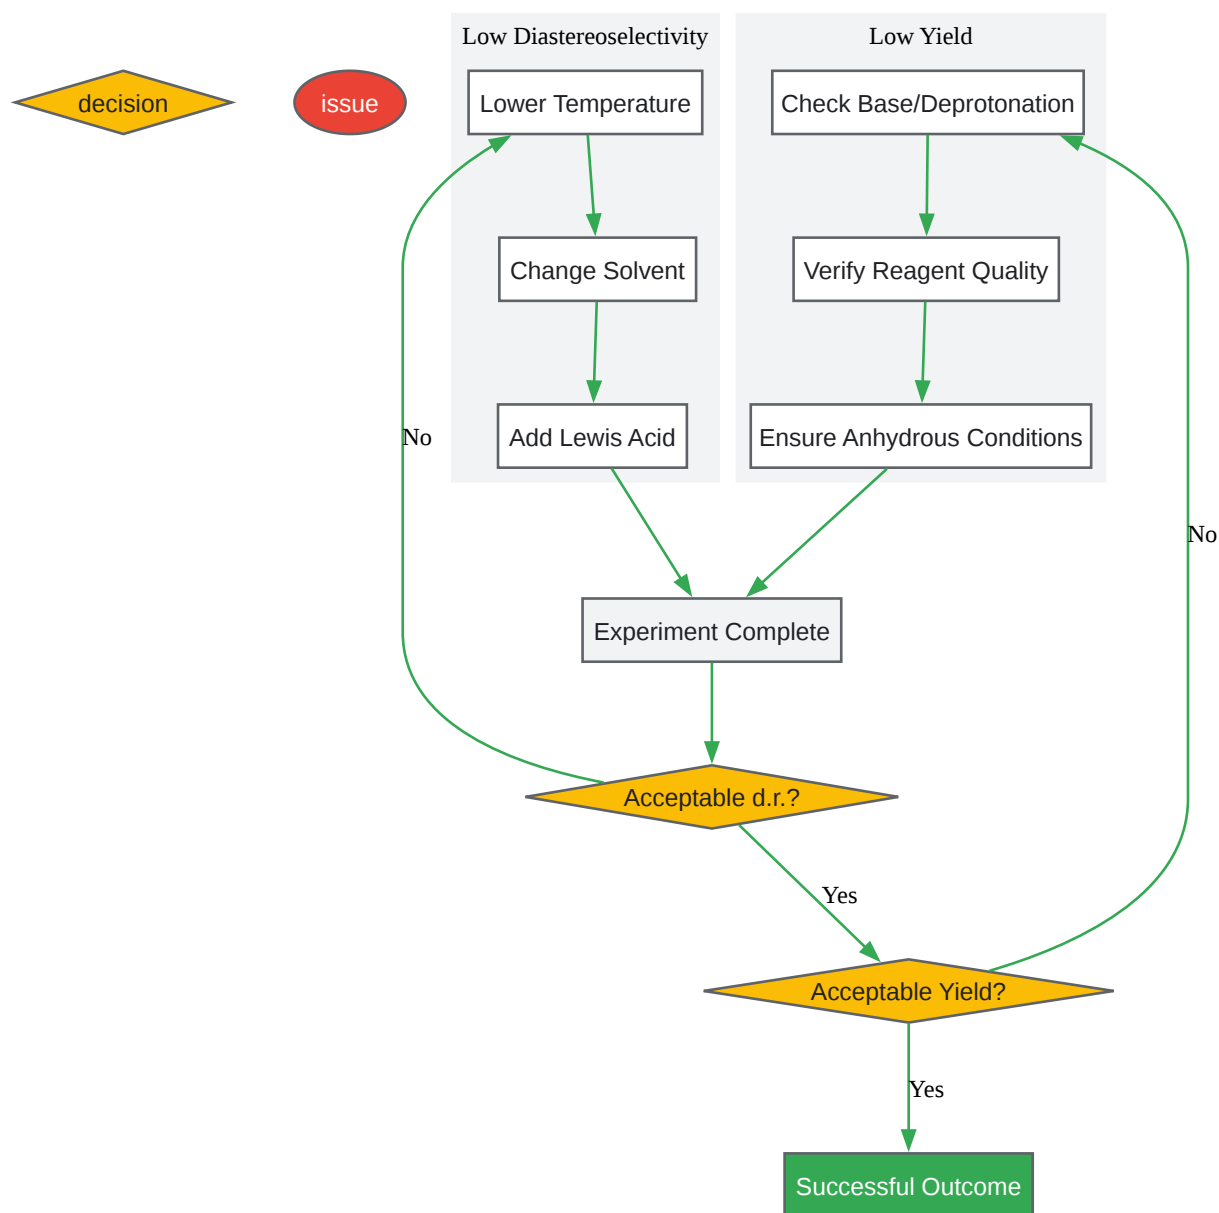 Low Diastereoselectivity
Low Yield
decision
issue
Lower Temperature
Check Base/Deprotonation
Change Solvent
Verify Reagent Quality
Add Lewis Acid
Ensure Anhydrous Conditions
No
No
Experiment Complete
Acceptable d.r.?
Yes
Acceptable Yield?
Yes
Successful Outcome